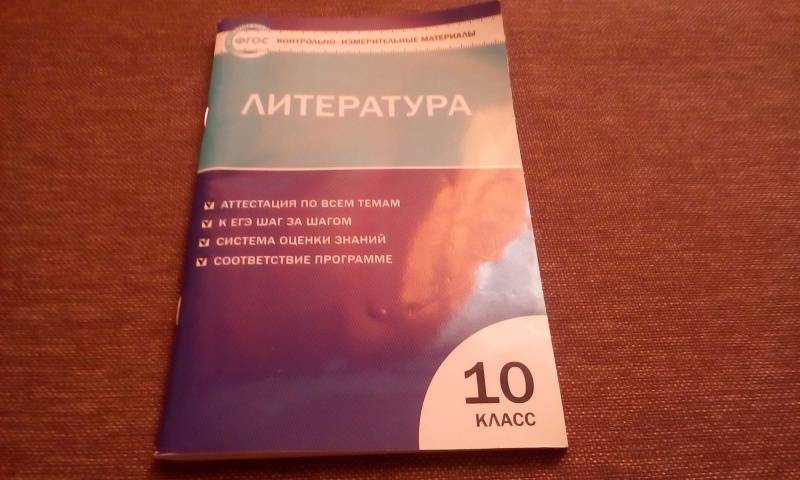 ФГОС
КОНТРОЛЬНО-ИЗМЕРИТЕЛЬНЫЕ МАТЕРИАЛЫ
ЛИТЕРАТУРА
АТТЕСТАЦИЯ ПО ВСЕМ ТЕМАМ
К ЕГЭ ШАГ ЗА ШАГОМ
СИСТЕМА ОЦЕНКИ ЗНАНИЙ
СООТВЕТСТВИЕ ПРОГРАММЕ
10
КЛАСС